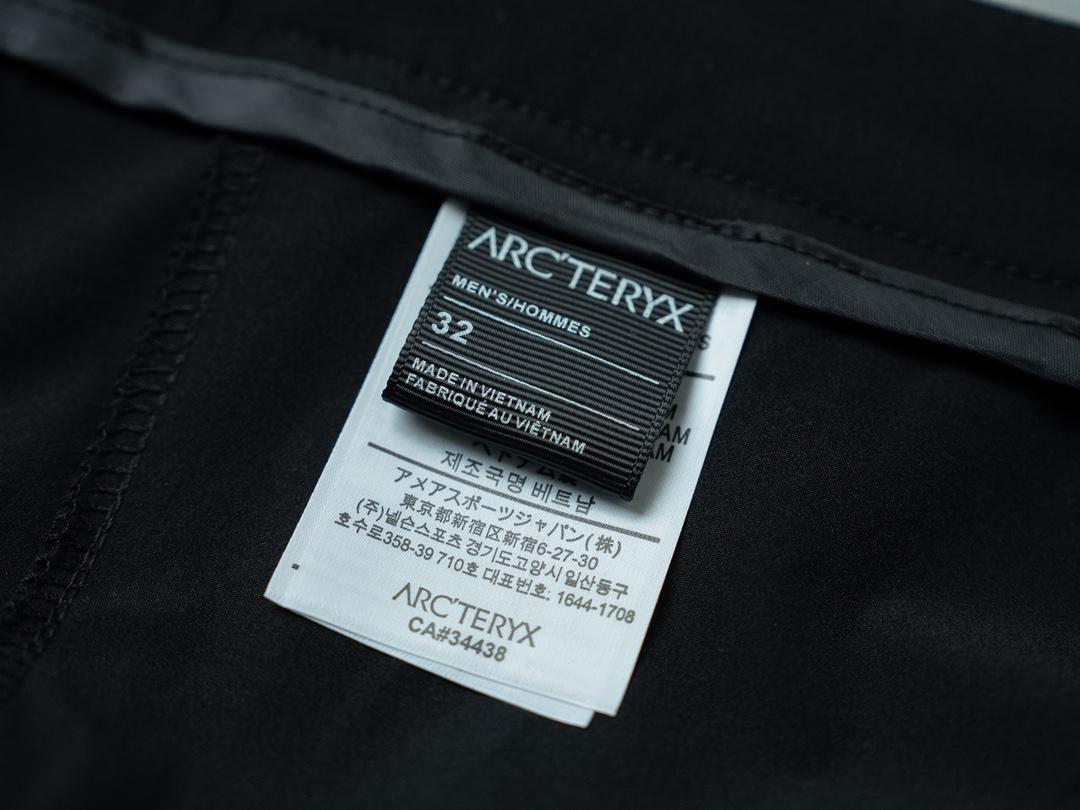 ARC'TERYX
MEN'S/HOMMES
32
MADE IN VIETNAM
FABRIQUÉ AU VIÊTNAM
S
AM
AM
제조국명 베트남
アメアスポーツジャパン(株)
東京都新宿区新宿6-27-30
(주)넬슨스포츠 경기도고양시 일산동구
호수로358-39 710호 대표번호: 1644-1708
ARC'TERYX
CA#34438